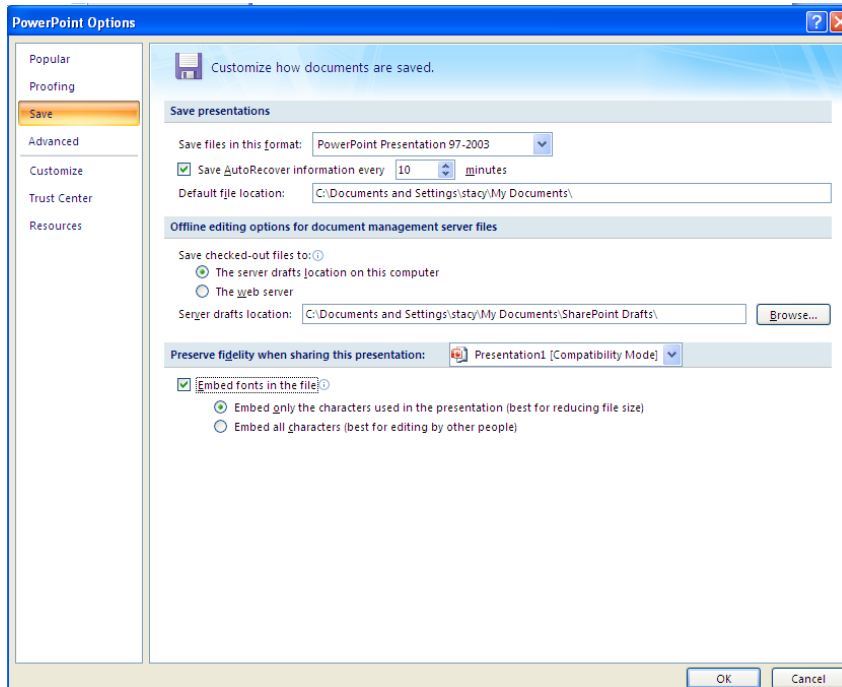 PowerPoint Options
Popular
Proofing
Save
Advanced
Customize
Trust Center
Resources
Customize how documents are saved.
Save presentations
Save files in this format: PowerPoint Presentation 97-2003
Save AutoRecover information every 10 minutes
Default file location: C:\Documents and Settings\stacy\My Documents\
Offline editing options for document management server files
Save checked-out files to:
The server drafts location on this computer
The web server
Server drafts location: C:\Documents and Settings\stacy\My Documents\SharePoint Drafts\ Browse...
Preserve fidelity when sharing this presentation: Presentation1 [Compatibility Mode]
Embed fonts in the file
Embed only the characters used in the presentation (best for reducing file size)
Embed all characters (best for editing by other people)
OK Cancel